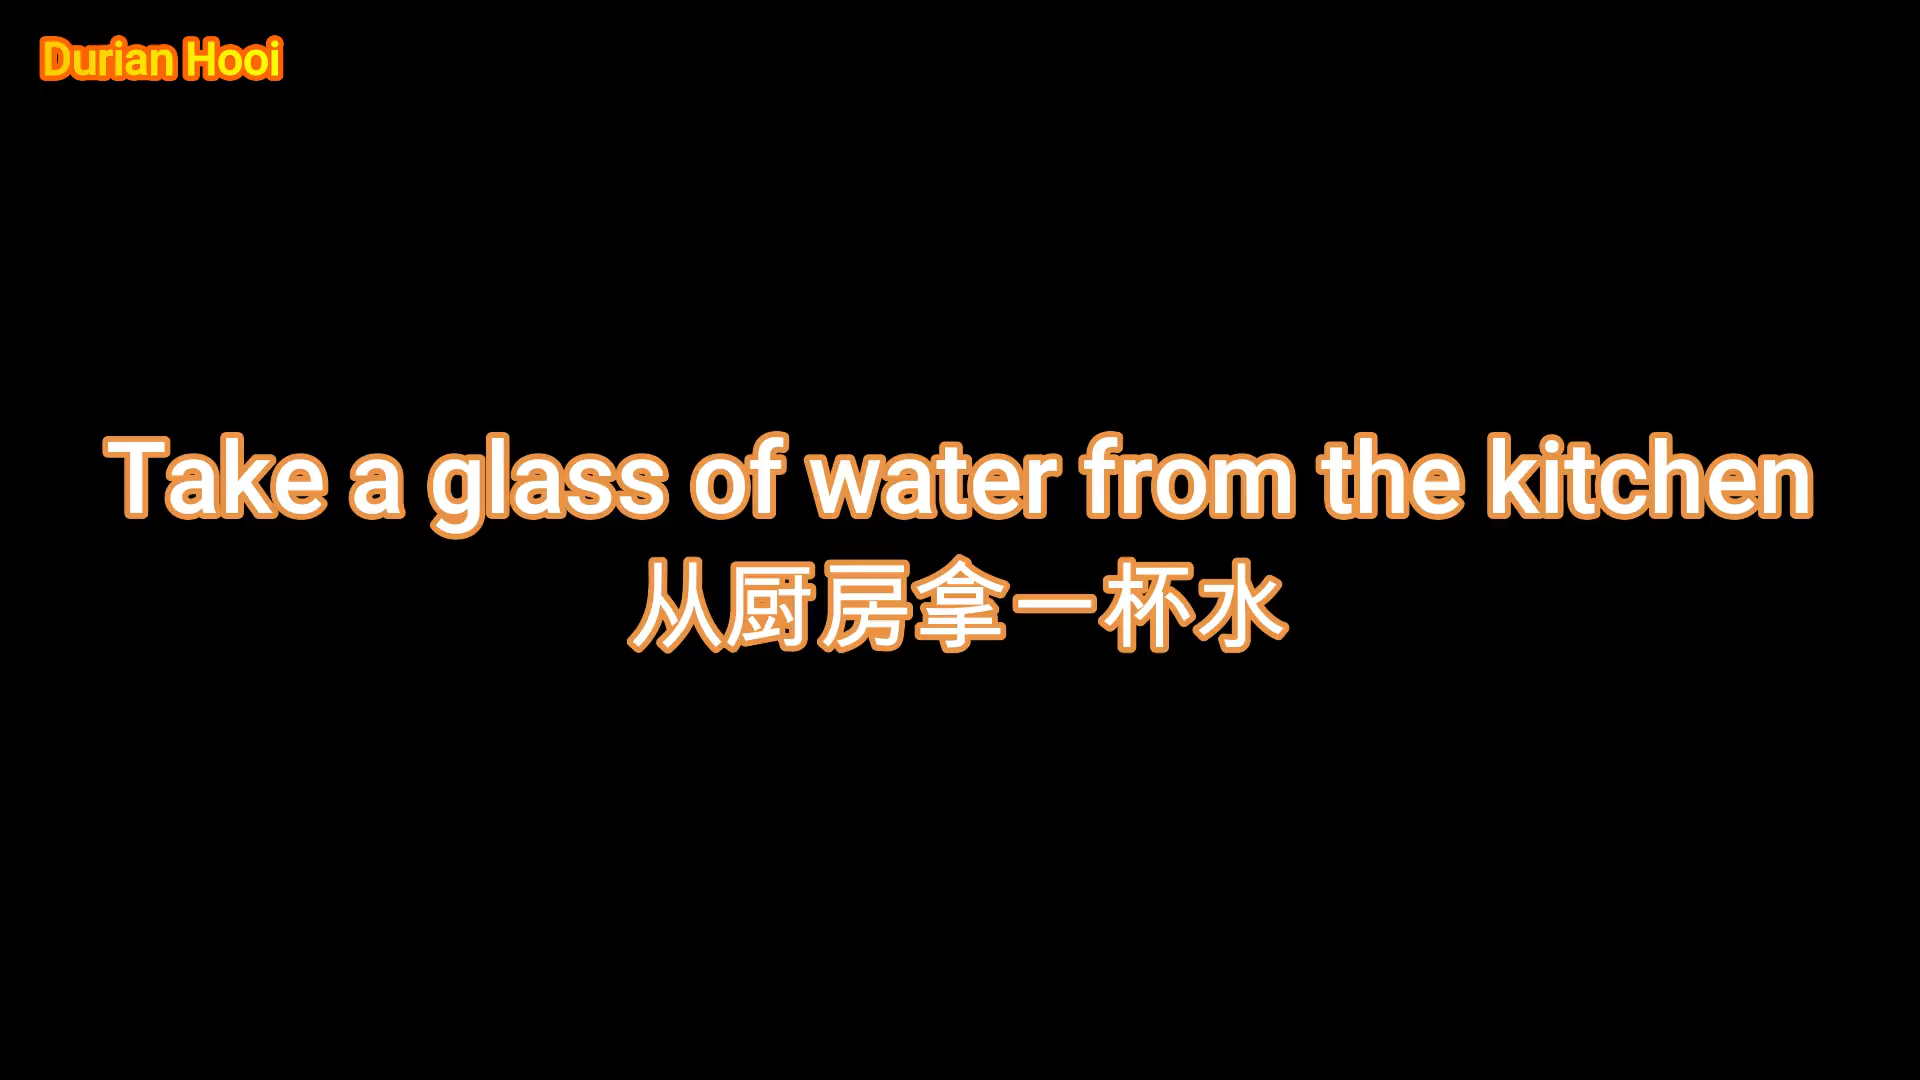 Durian Hooi
Take a glass of water from the kitchen
从厨房拿一杯水